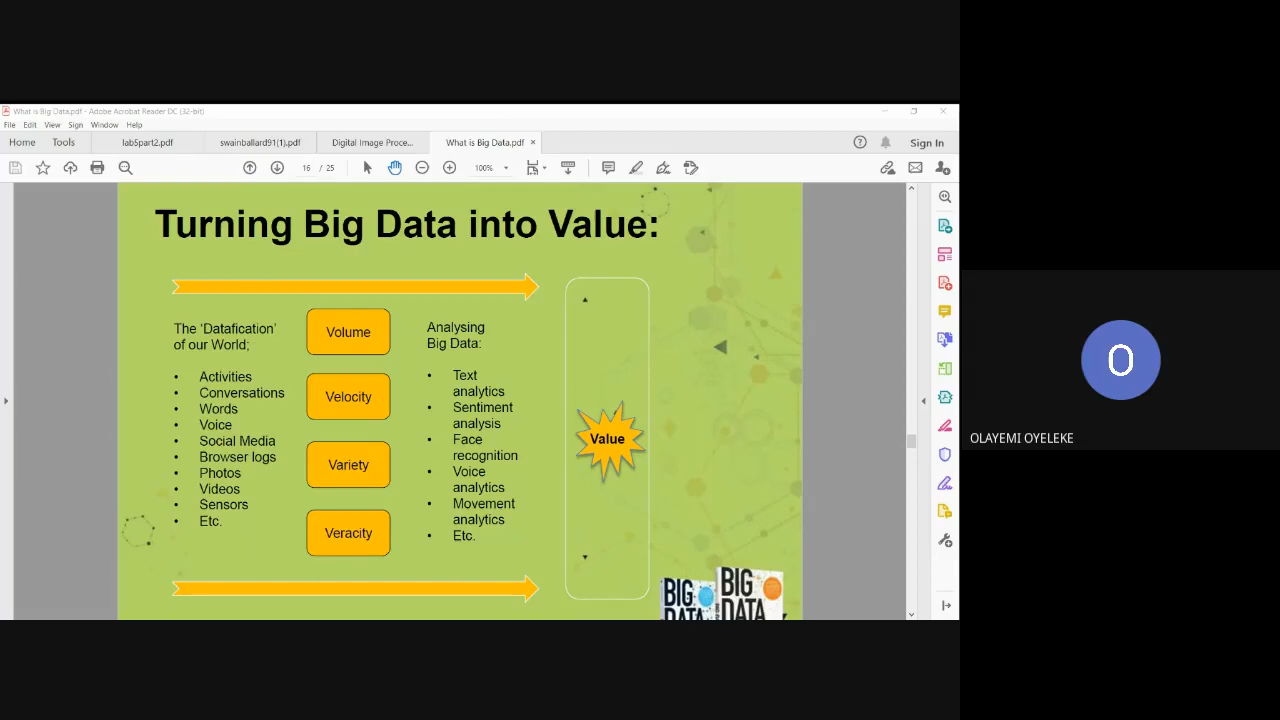 What is Big Data.pdf - Adobe Acrobat Reader DC (32-bit)
File Edit View Sign Window Help
Home Tools lab5part2.pdf swainballard91(1).pdf Digital Image Proce... What is Big Data.pdf × Sign In
16 / 25 100%
Turning Big Data into Value:
The ‘Datafication’
of our World;
• Activities
• Conversations
• Words
• Voice
• Social Media
• Browser logs
• Photos
• Videos
• Sensors
• Etc.
Volume
Velocity
Variety
Veracity
Analysing
Big Data:
• Text
analytics
• Sentiment
analysis
• Face
recognition
• Voice
analytics
• Movement
analytics
• Etc.
Value
BIG
DATA
BIG
DATA
O
OLAYEMI OYELEKE